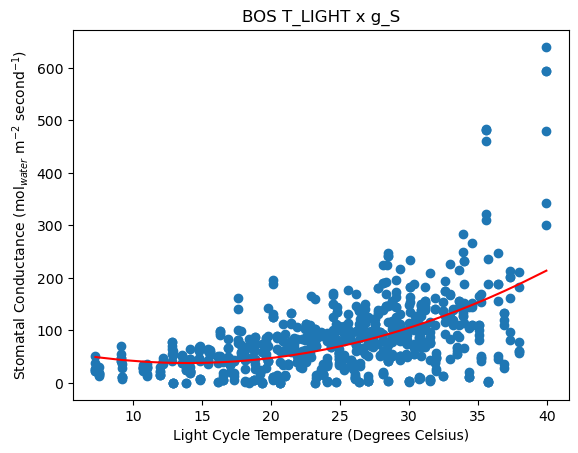 BOS T_LIGHT x g_S
Stomatal Conductance (mol_water m⁻² second⁻¹)
600
500
400
300
200
100
0
10 15 20 25 30 35 40
Light Cycle Temperature (Degrees Celsius)